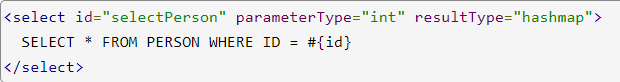 <select id="selectPerson" parameterType="int" resultType="hashmap">
SELECT * FROM PERSON WHERE ID = #{id}
</select>